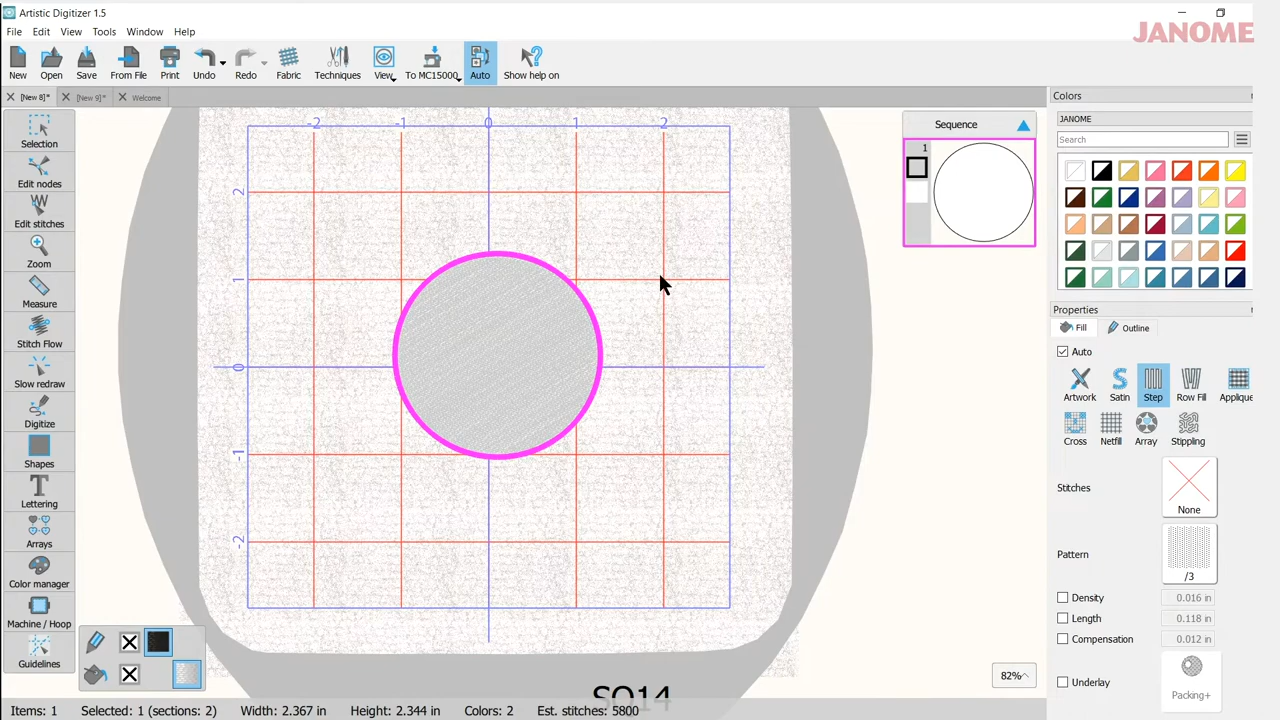 Artistic Digitizer 1.5
JANOME
File Edit View Tools Window Help
New Open Save From File Print Undo Redo Fabric Techniques View To MC15000 Auto Show help on
[New 8]* [New 9]* Welcome
Colors
Selection
Edit nodes
Edit stitches
Zoom
Measure
Stitch Flow
Slow redraw
Digitize
Shapes
Lettering
Arrays
Color manager
Machine / Hoop
Guidelines
-2 -1 0 1 2
2
1
0
-1
-2
SQ14
Sequence
1
JANOME
Search
Properties
Fill Outline
Auto
Artwork Satin Step Row Fill Applique
Cross Netfill Array Stippling
Stitches
None
Pattern
/3
Density 0.016 in
Length 0.118 in
Compensation 0.012 in
Underlay
Packing+
82%
Items: 1 Selected: 1 (sections: 2) Width: 2.367 in Height: 2.344 in Colors: 2 Est. stitches: 5800